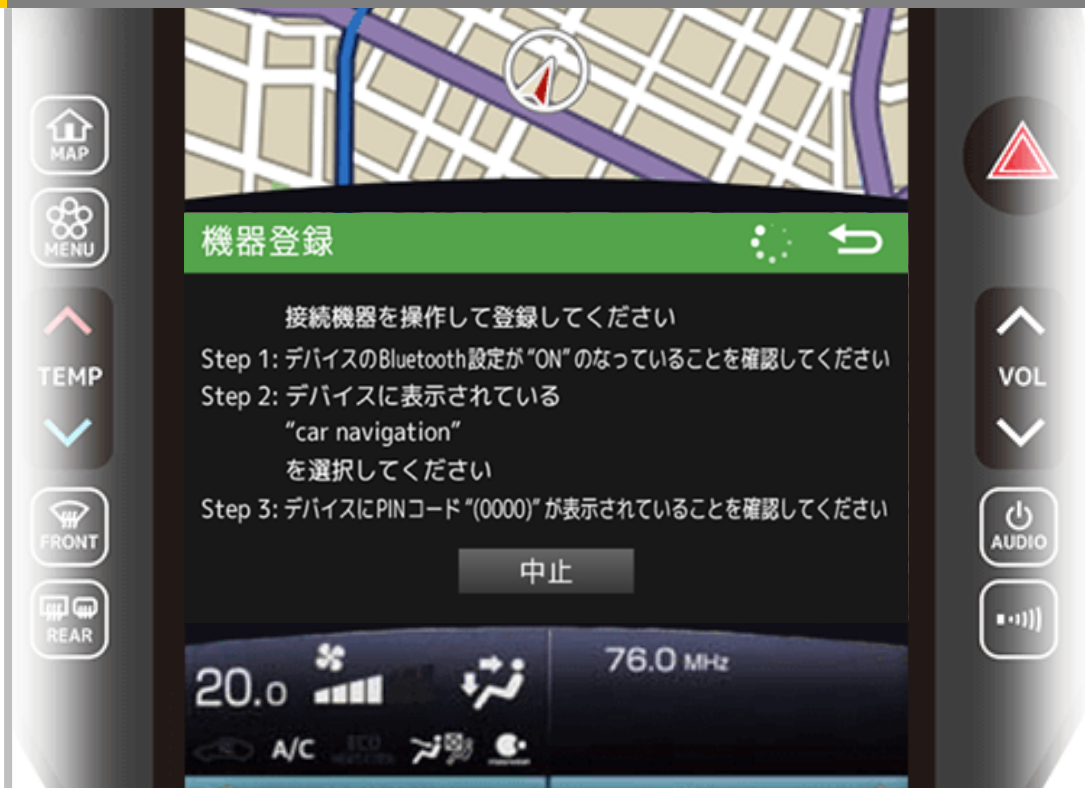 MAP
MENU
TEMP
FRONT
REAR
機器登録
接続機器を操作して登録してください
Step 1: デバイスのBluetooth設定が“ON”のなっていることを確認してください
Step 2: デバイスに表示されている
“car navigation”
を選択してください
Step 3: デバイスにPINコード“(0000)”が表示されていることを確認してください
中止
20.0
A/C
76.0 MHz
VOL
AUDIO